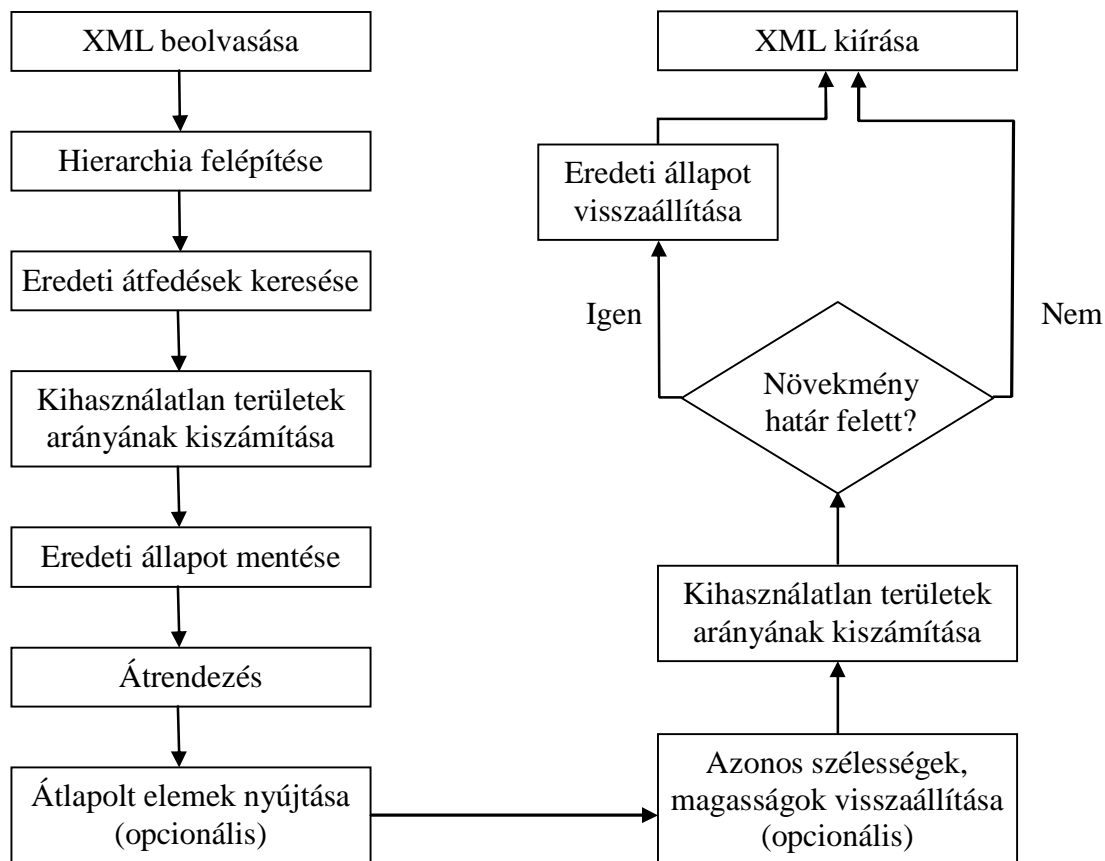 XML beolvasása
Hierarchia felépítése
Eredeti átfedések keresése
Kihasználatlan területek
arányának kiszámítása
Eredeti állapot mentése
Átrendezés
Átlapolt elemek nyújtása
(opcionális)
Azonos szélességek,
magasságok visszaállítása
(opcionális)
Kihasználatlan területek
arányának kiszámítása
Növekmény
határ felett?
Igen
Nem
Eredeti állapot
visszaállítása
XML kiírása